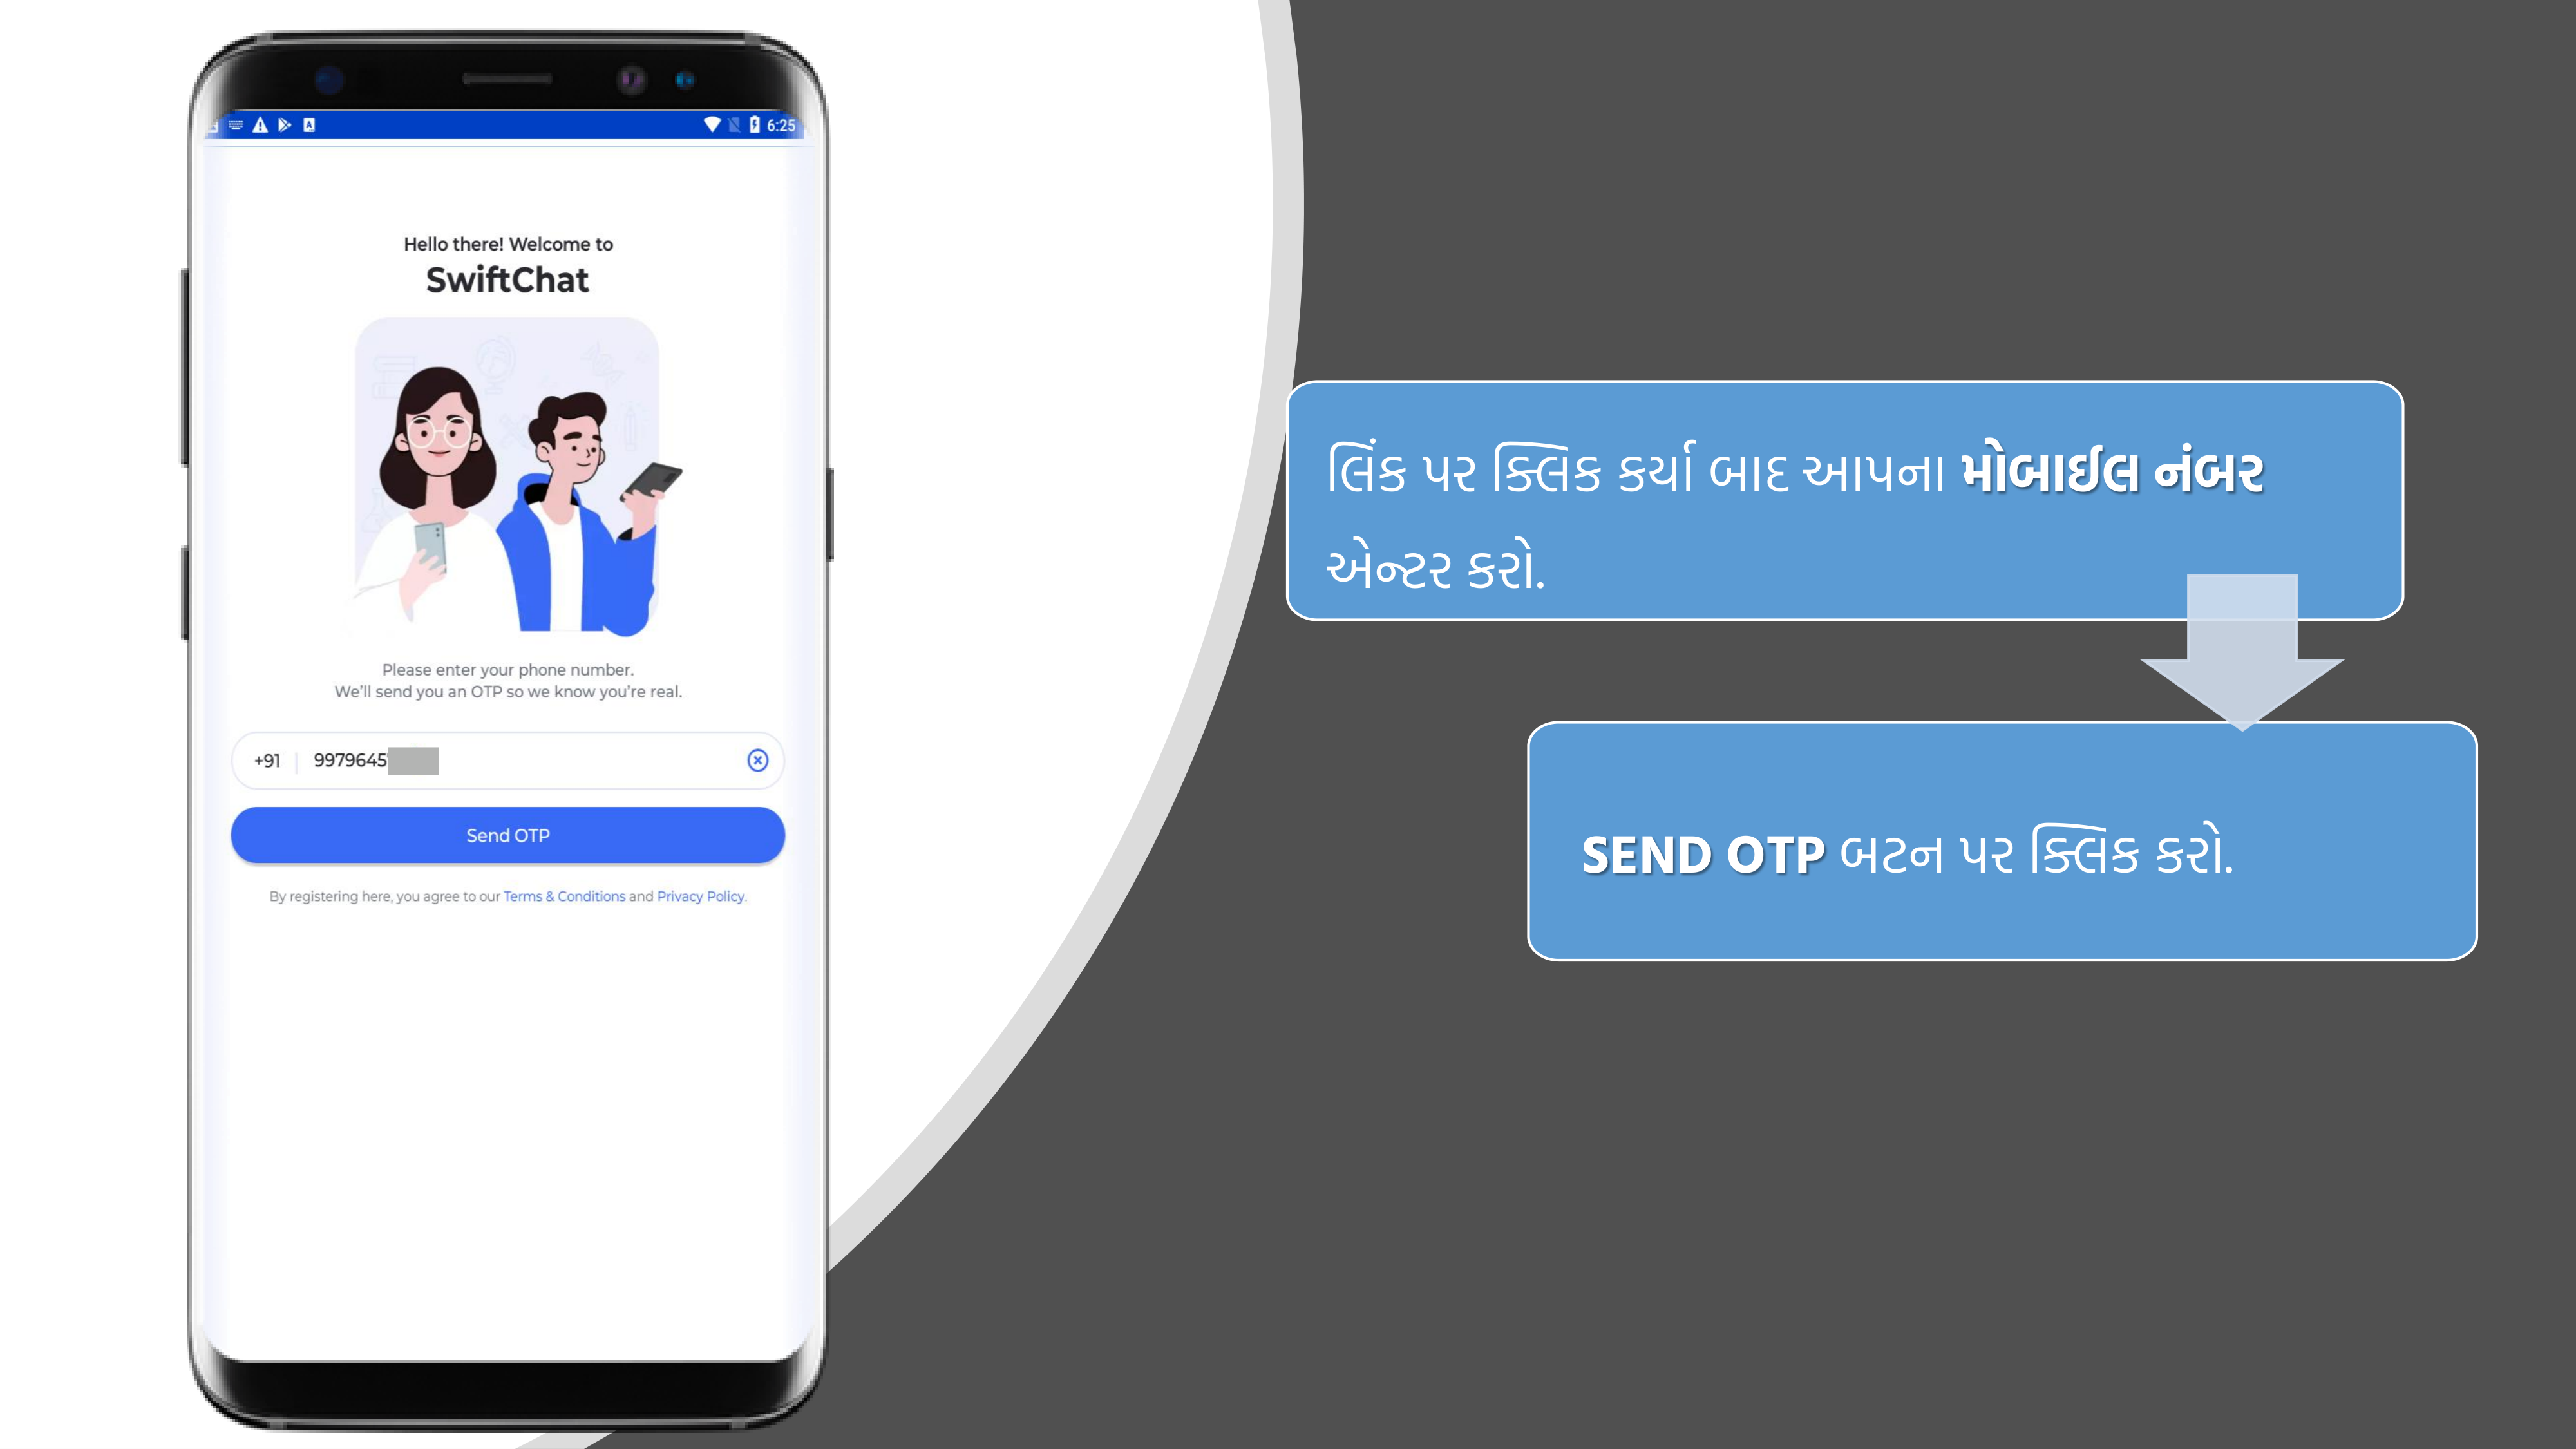 6:25
Hello there! Welcome to
SwiftChat
Please enter your phone number.
We'll send you an OTP so we know you're real.
+91 9979645
Send OTP
By registering here, you agree to our Terms & Conditions and Privacy Policy.
લિંક પર ક્લિક કર્યા બાદ આપના મોબાઈલ નંબર
એન્ટર કરો.
SEND OTP બટન પર ક્લિક કરો.